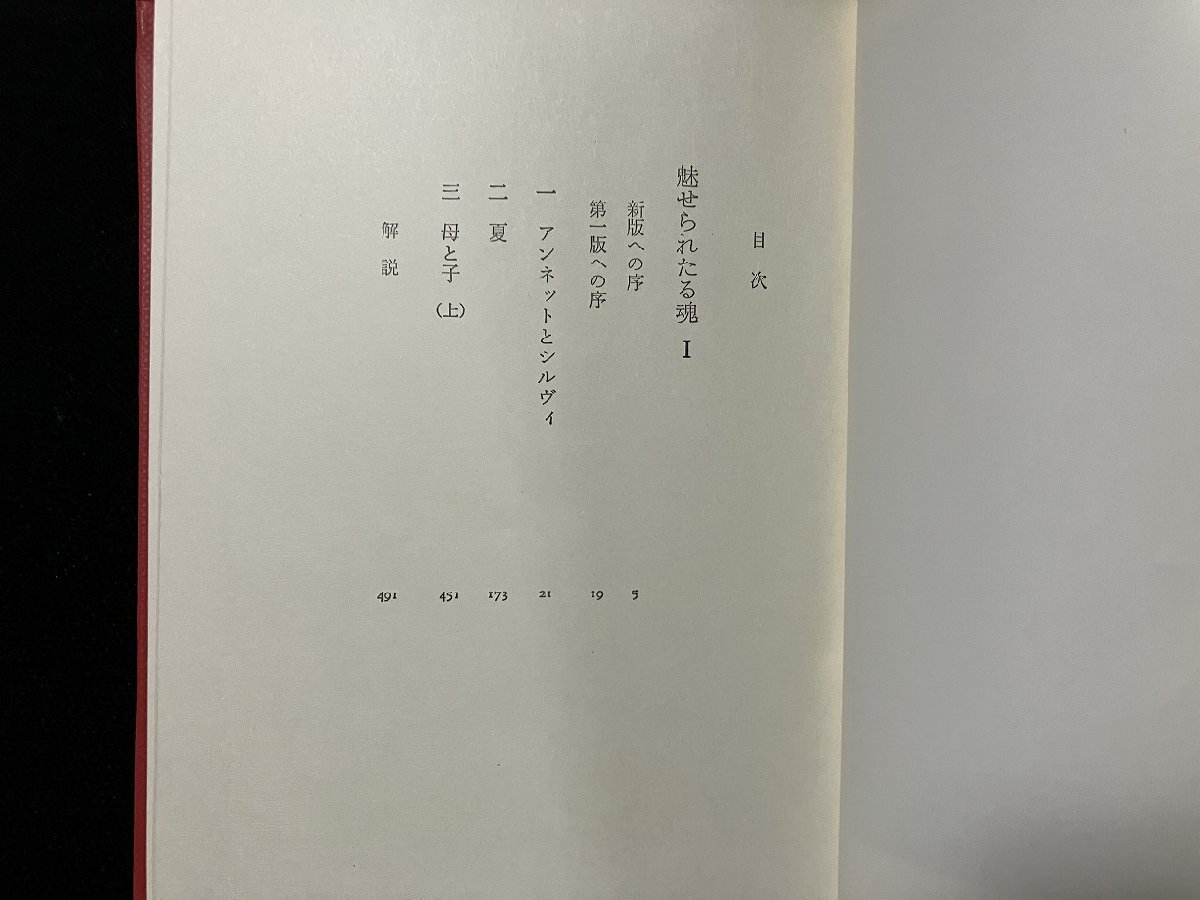 目次
魅せられたる魂 I
新版への序 5
第一版への序 19
一 アンネットとシルヴィ 21
二 夏 173
三 母と子（上） 451
解説 491